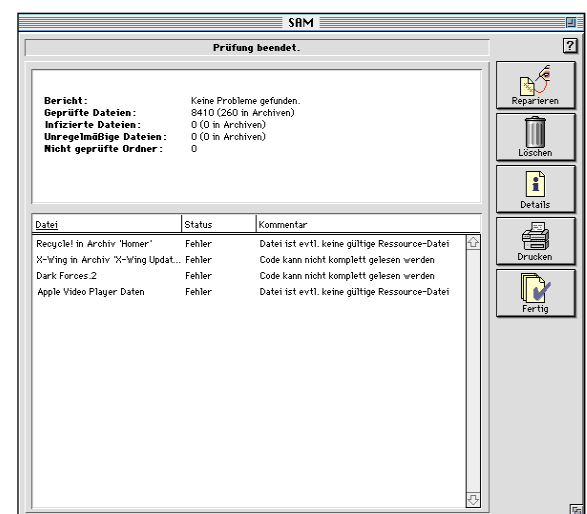 SAM
Prüfung beendet.
?
Bericht: Keine Probleme gefunden.
Geprüfte Dateien: 8410 (260 in Archiven)
Infizierte Dateien: 0 (0 in Archiven)
Unregelmäßige Dateien: 0 (0 in Archiven)
Nicht geprüfte Ordner: 0
Datei Status Kommentar
Recycle! in Archiv 'Homer' Fehler Datei ist evtl. keine gültige Ressource-Datei
X-Wing in Archiv 'X-Wing Updat... Fehler Code kann nicht komplett gelesen werden
Dark Forces.2 Fehler Code kann nicht komplett gelesen werden
Apple Video Player Daten Fehler Datei ist evtl. keine gültige Ressource-Datei
Reparieren
Löschen
Details
Drucken
Fertig